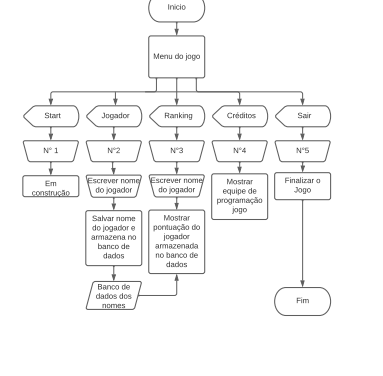 Inicio
Menu do jogo
Start
Jogador
Ranking
Créditos
Sair
N° 1
N°2
N°3
N°4
N°5
Em
construção
Escrever nome
do jogador
Escrever nome
do jogador
Mostrar
equipe de
programação
jogo
Finalizar o
Jogo
Salvar nome
do jogador e
armazena no
banco de
dados
Mostrar
pontuação do
jogador
armazenada
no banco de
dados
Banco de
dados dos
nomes
Fim